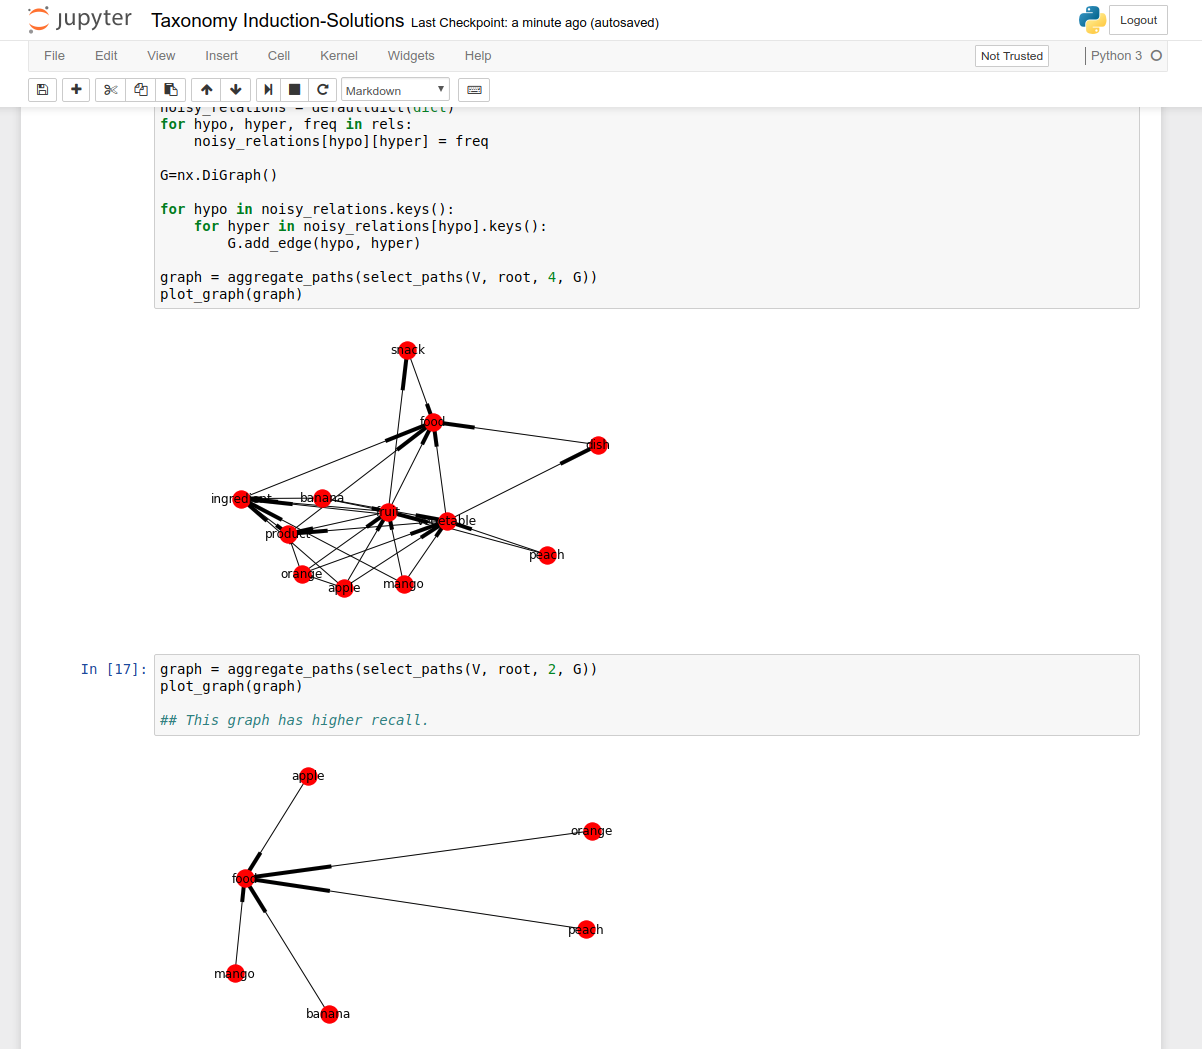 jupyter Taxonomy Induction-Solutions Last Checkpoint: a minute ago (autosaved) Logout
File Edit View Insert Cell Kernel Widgets Help Not Trusted Python 3
Markdown
noisy_relations = defaultdict(dict)
for hypo, hyper, freq in rels:
    noisy_relations[hypo][hyper] = freq
G=nx.DiGraph()
for hypo in noisy_relations.keys():
    for hyper in noisy_relations[hypo].keys():
        G.add_edge(hypo, hyper)
graph = aggregate_paths(select_paths(V, root, 4, G))
plot_graph(graph)
snack
food
dish
ingredient banana
fruit
vegetable
product
peach
orange
apple mango
In [17]: graph = aggregate_paths(select_paths(V, root, 2, G))
plot_graph(graph)
## This graph has higher recall.
apple
orange
food
peach
mango
banana